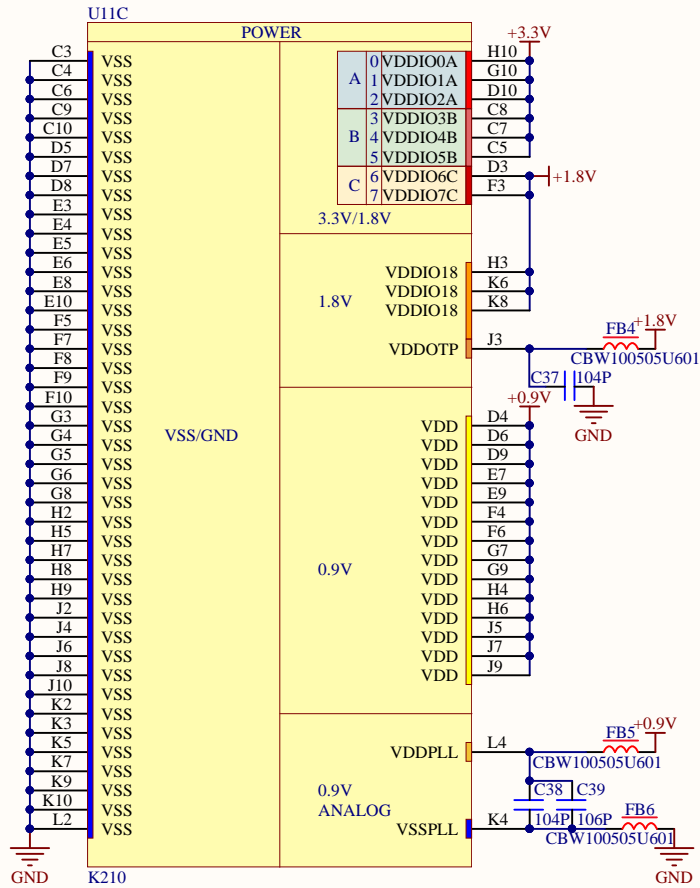 U11C
POWER
+3.3V
C3 VSS 0 VDDIO0A H10
C4 VSS A 1 VDDIO1A G10
C6 VSS 2 VDDIO2A D10
C9 VSS 3 VDDIO3B C8
C10 VSS B 4 VDDIO4B C7
D5 VSS 5 VDDIO5B C5
D7 VSS C 6 VDDIO6C D3 +1.8V
D8 VSS 7 VDDIO7C F3
E3 VSS 3.3V/1.8V
E4 VSS
E5 VSS
E6 VSS VDDIO18 H3
E8 VSS 1.8V VDDIO18 K6
E10 VSS VDDIO18 K8
F5 VSS FB4 +1.8V
F7 VSS VDDOTP J3 CBW100505U601
F8 VSS C37 104P
F9 VSS
F10 VSS +0.9V
G3 VSS VDD D4
G4 VSS VSS/GND VDD D6 GND
G5 VSS VDD D9
G6 VSS VDD E7
G8 VSS VDD E9
H2 VSS VDD F4
H5 VSS VDD F6
H7 VSS VDD G7
H8 VSS 0.9V VDD G9
H9 VSS VDD H4
J2 VSS VDD H6
J4 VSS VDD J5
J6 VSS VDD J7
J8 VSS VDD J9
J10 VSS
K2 VSS
K3 VSS FB5 +0.9V
K5 VSS VDDPLL L4 CBW100505U601
K7 VSS
K9 VSS 0.9V C38 C39
K10 VSS ANALOG 104P 106P FB6
L2 VSS VSSPLL K4 CBW100505U601
GND K210 GND